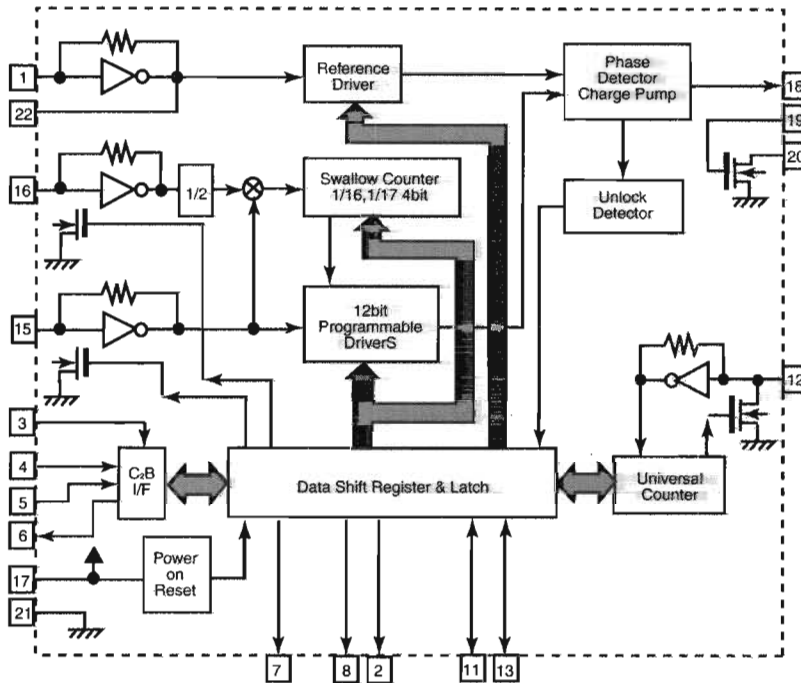 1
Reference
Driver
Phase
Detector
Charge Pump
18
22
19
16
1/2
Swallow Counter
1/16,1/17 4bit
Unlock
Detector
20
15
12bit
Programmable
DriverS
12
3
4
5
6
C₂B
I/F
Data Shift Register & Latch
Universal
Counter
17
Power
on
Reset
21
7
8
2
11
13